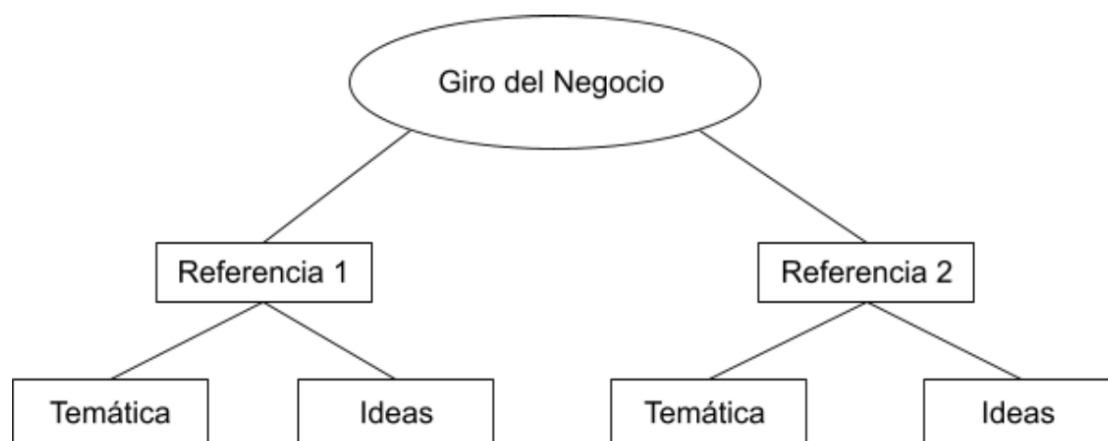 Giro del Negocio
Referencia 1
Referencia 2
Temática
Ideas
Temática
Ideas